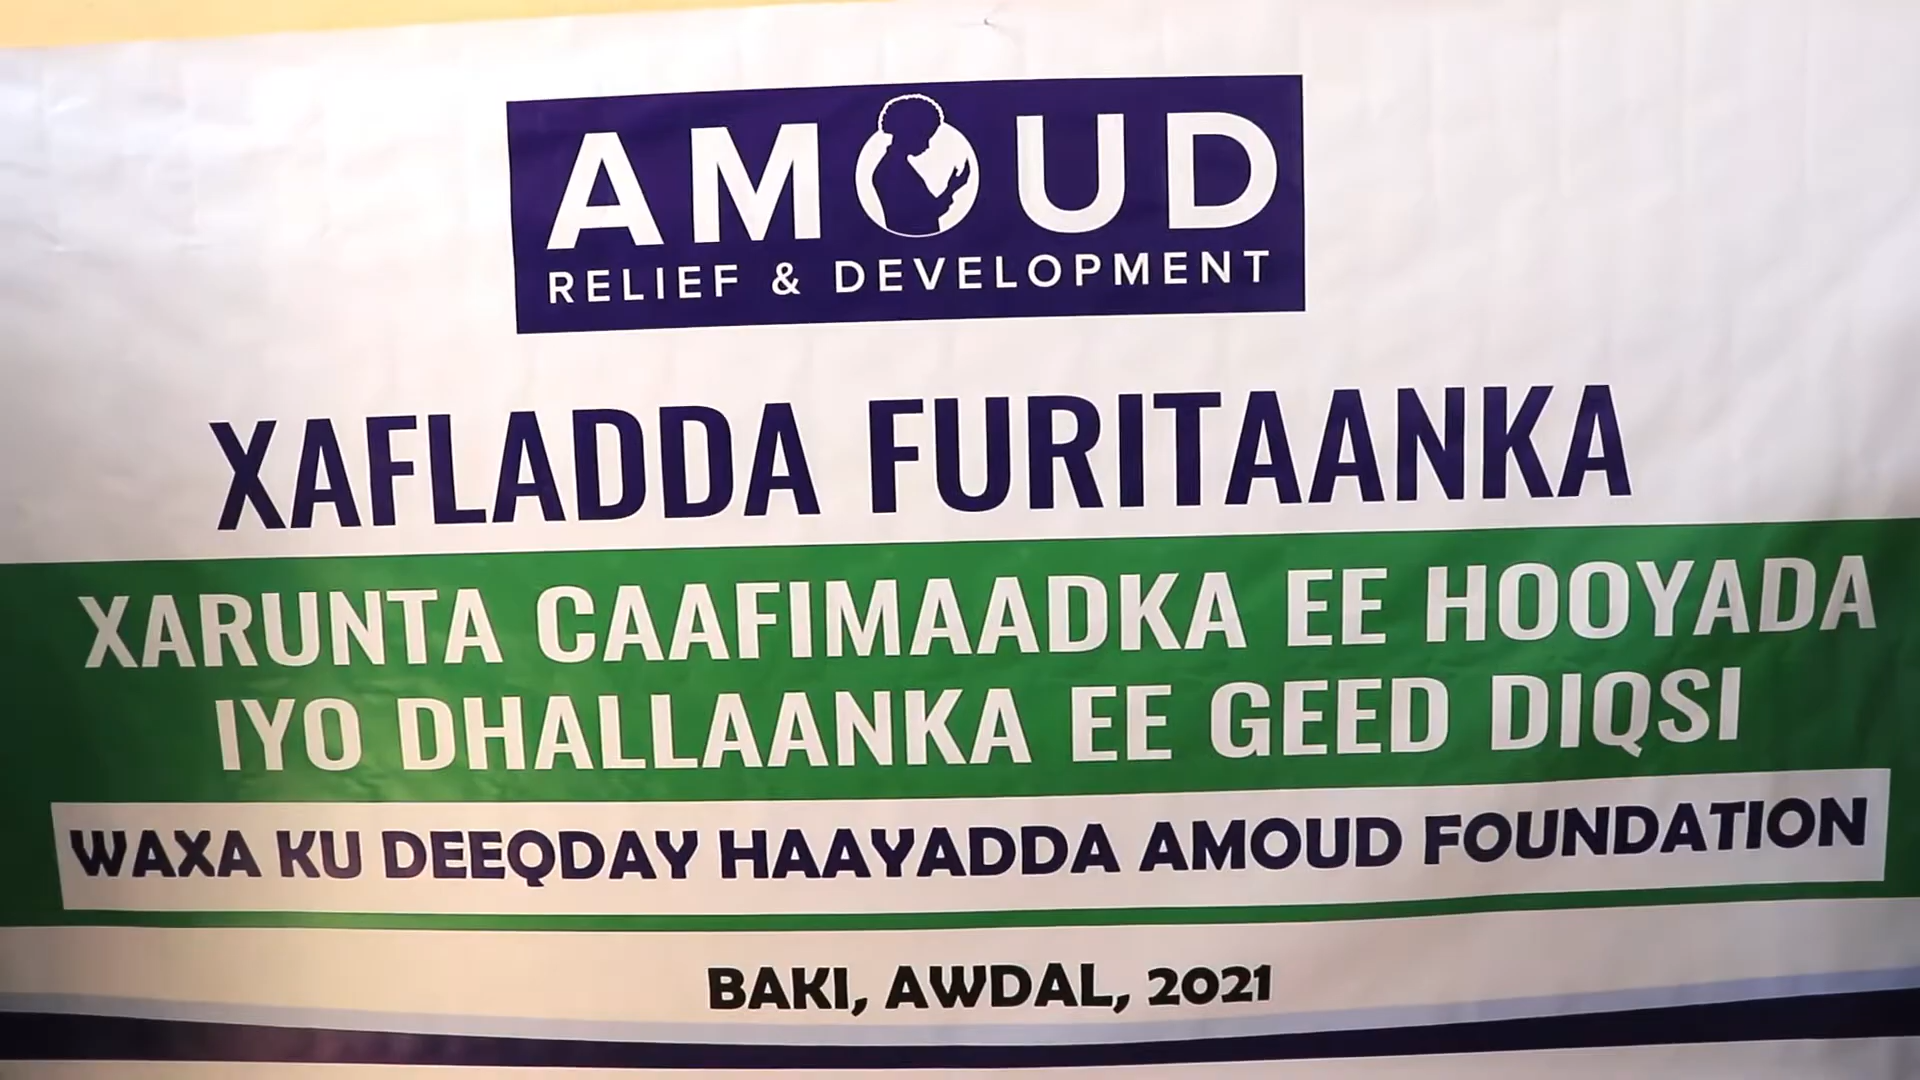 AMOUD
RELIEF & DEVELOPMENT
XAFLADDA FURITAANKA
XARUNTA CAAFIMAADKA EE HOOYADA
IYO DHALLAANKA EE GEED DIQSI
WAXA KU DEEQDAY HAAYADDA AMOUD FOUNDATION
BAKI, AWDAL, 2021